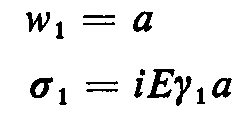 w₁ = a
σ₁ = iEγ₁a